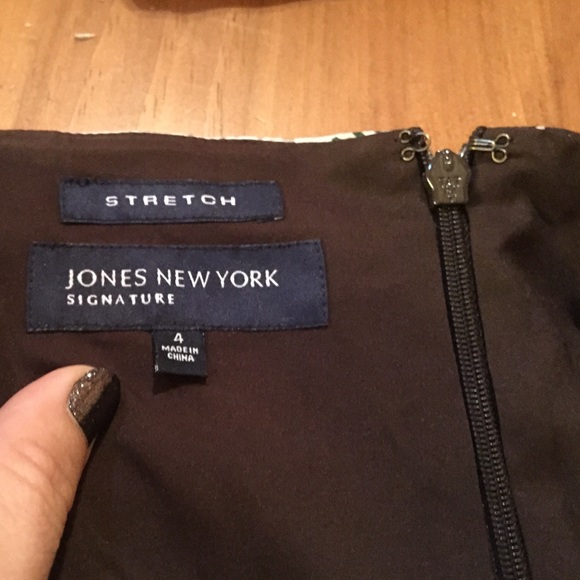 STRETCH
JONES NEW YORK
SIGNATURE
4
MADE IN
CHINA